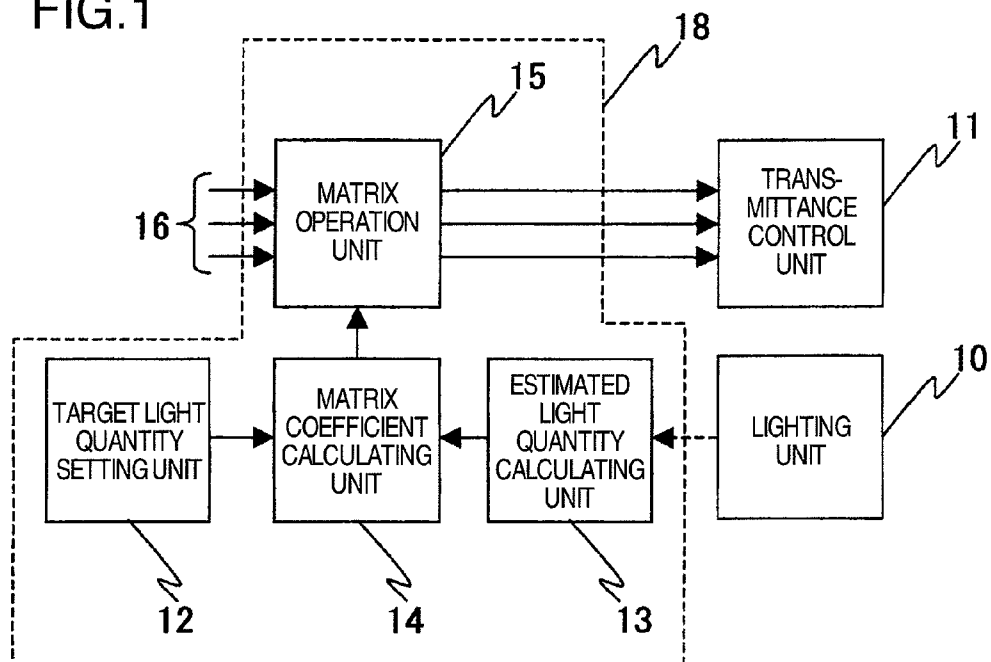 FIG.1
18
15
11
16
MATRIX
OPERATION
UNIT
TRANS-
MITTANCE
CONTROL
UNIT
10
TARGET LIGHT
QUANTITY
SETTING UNIT
MATRIX
COEFFICIENT
CALCULATING
UNIT
ESTIMATED
LIGHT
QUANTITY
CALCULATING
UNIT
LIGHTING
UNIT
12
14
13